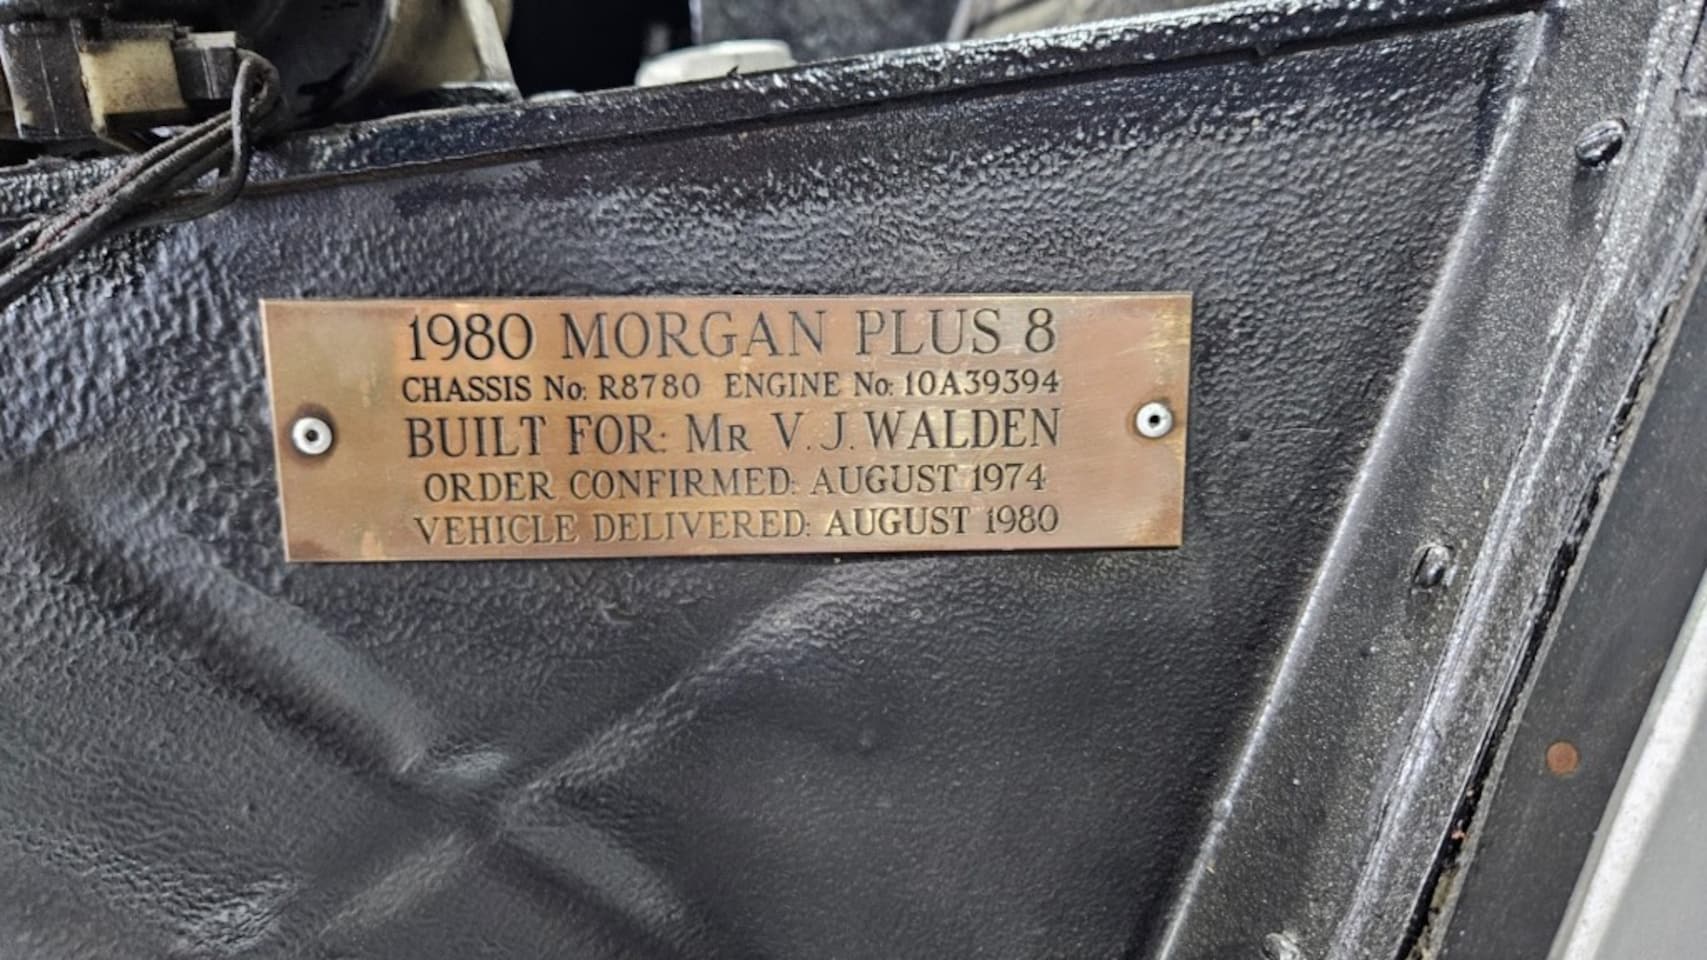 1980 MORGAN PLUS 8
CHASSIS No: R8780 ENGINE No: 10A39394
BUILT FOR: MR V. J. WALDEN
ORDER CONFIRMED: AUGUST 1974
VEHICLE DELIVERED: AUGUST 1980